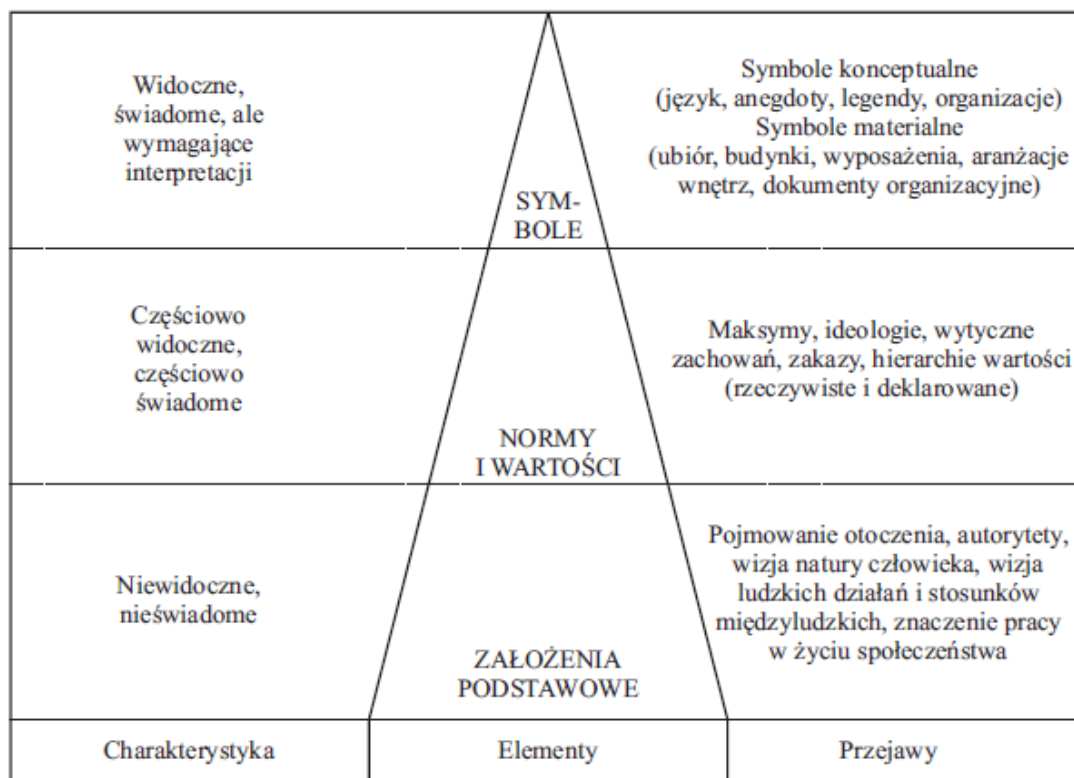 Widoczne,
świadome, ale
wymagające
interpretacji
SYM-
BOLE
Symbole konceptualne
(język, anegdoty, legendy, organizacje)
Symbole materialne
(ubiór, budynki, wyposażenia, aranżacje
wnętrz, dokumenty organizacyjne)
Częściowo
widoczne,
częściowo
świadome
NORMY
I WARTOŚCI
Maksymy, ideologie, wytyczne
zachowań, zakazy, hierarchie wartości
(rzeczywiste i deklarowane)
Niewidoczne,
nieświadome
ZAŁOŻENIA
PODSTAWOWE
Pojmowanie otoczenia, autorytety,
wizja natury człowieka, wizja
ludzkich działań i stosunków
międzyludzkich, znaczenie pracy
w życiu społeczeństwa
Charakterystyka
Elementy
Przejawy